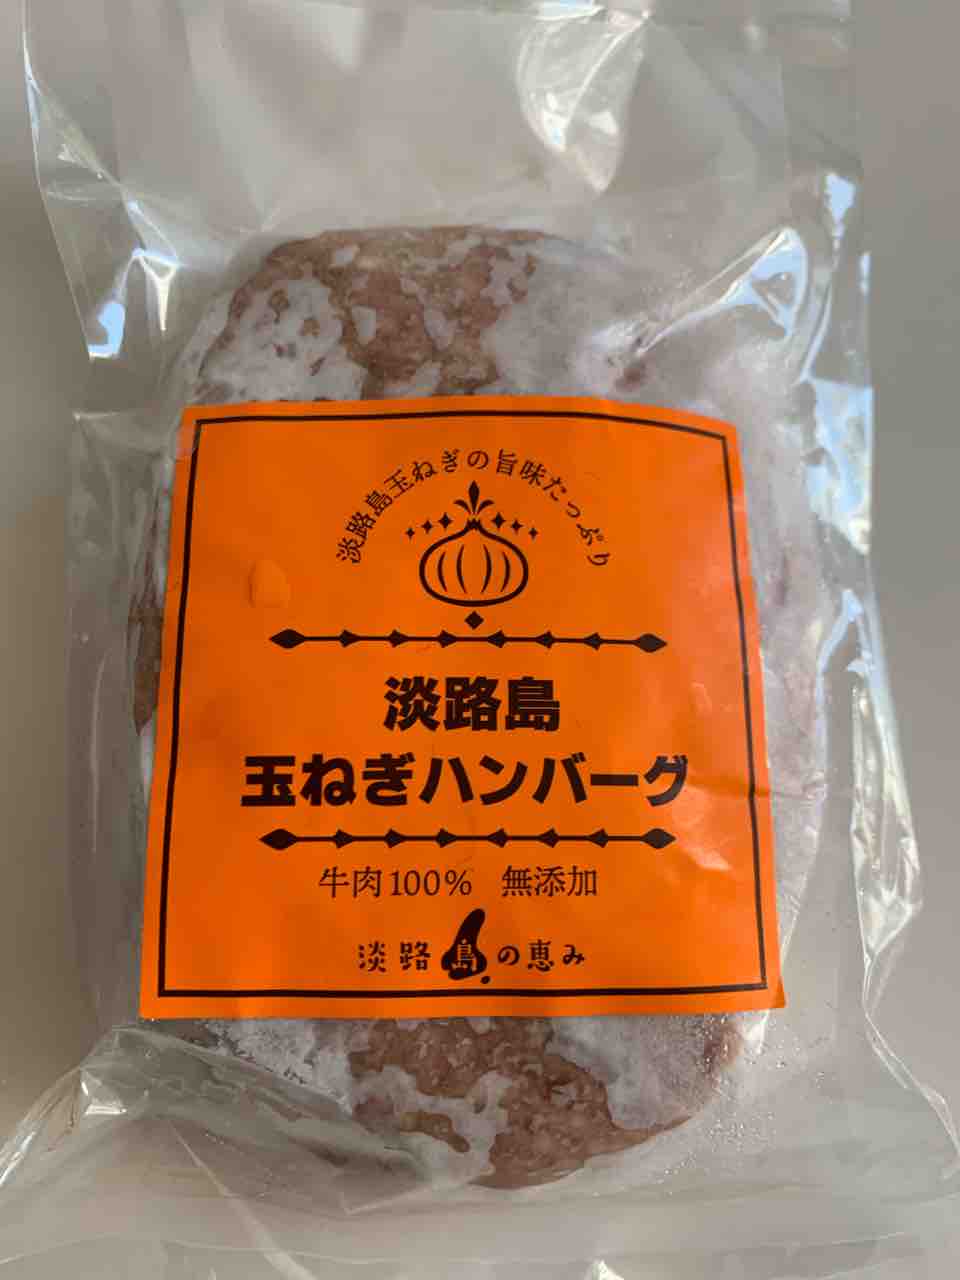 淡路島玉ねぎの旨味たっぷり
淡路島
玉ねぎハンバーグ
牛肉100% 無添加
淡路島の恵み